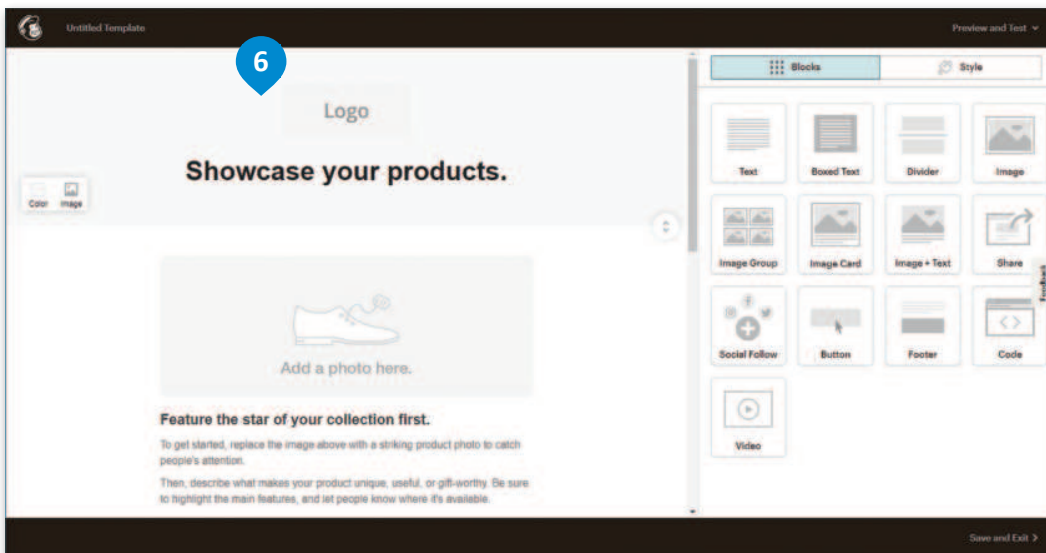 Untitled Template
Preview and Test
6
Blocks
Style
Logo
Showcase your products.
Color
Image
Text
Boxed Text
Divider
Image
Image Group
Image Card
Image + Text
Share
Feedback
Social Follow
Button
Footer
Code
Video
Add a photo here.
Feature the star of your collection first.
To get started, replace the image above with a striking product photo to catch
people's attention.
Then, describe what makes your product unique, useful, or gift-worthy. Be sure
to highlight the main features, and let people know where it's available.
Save and Exit